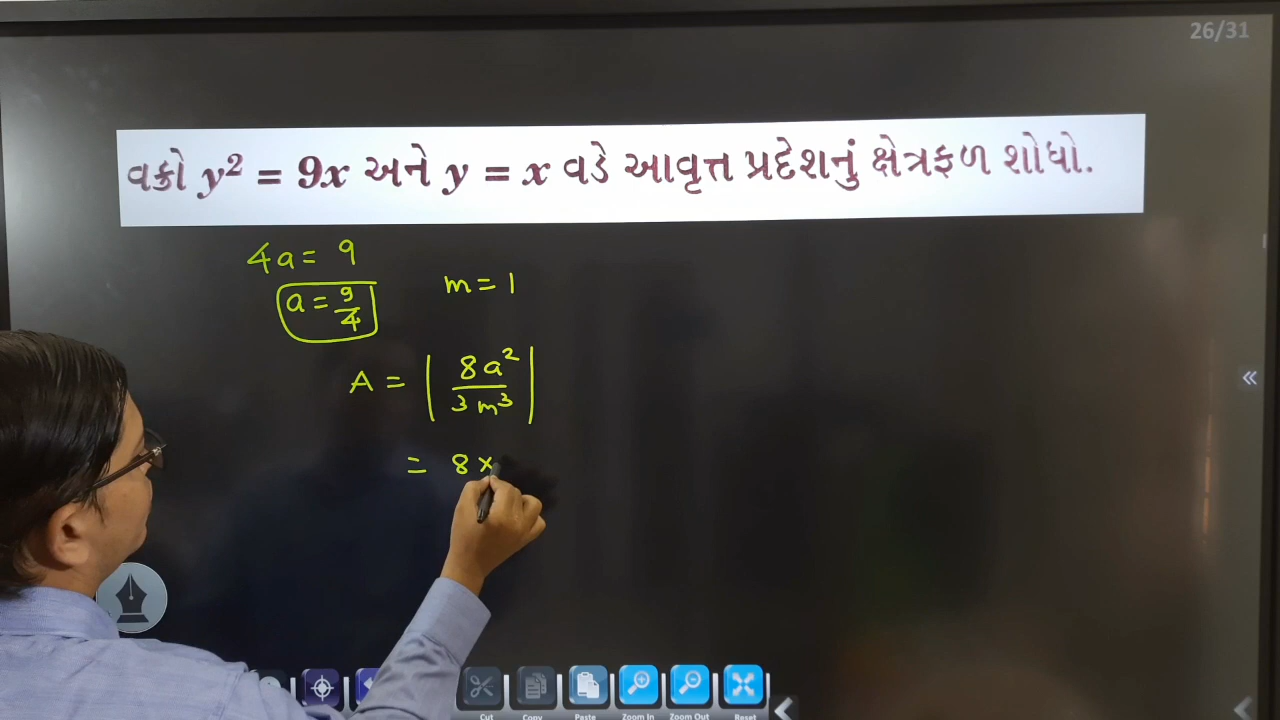 26/31
વક્રો y² = 9x અને y = x વડે આવૃત્ત પ્રદેશનું ક્ષેત્રફળ શોધો.
4a = 9
a = 9/4
m = 1
A = | 8a² / 3m³ |
= 8 ×
Cut Copy Paste Zoom In Zoom Out Reset